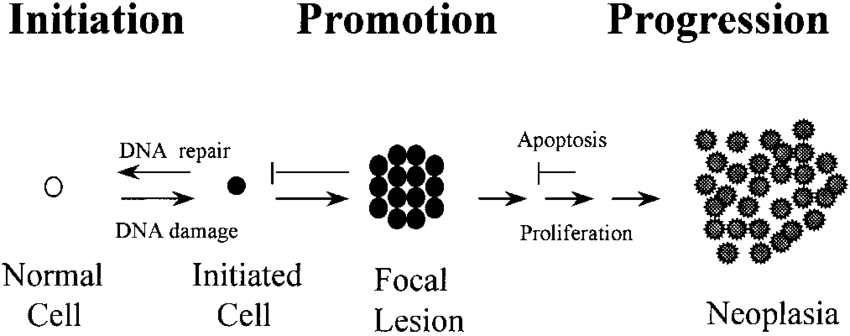 Initiation
Promotion
Progression
DNA repair
DNA damage
Apoptosis
Proliferation
Normal
Cell
Initiated
Cell
Focal
Lesion
Neoplasia